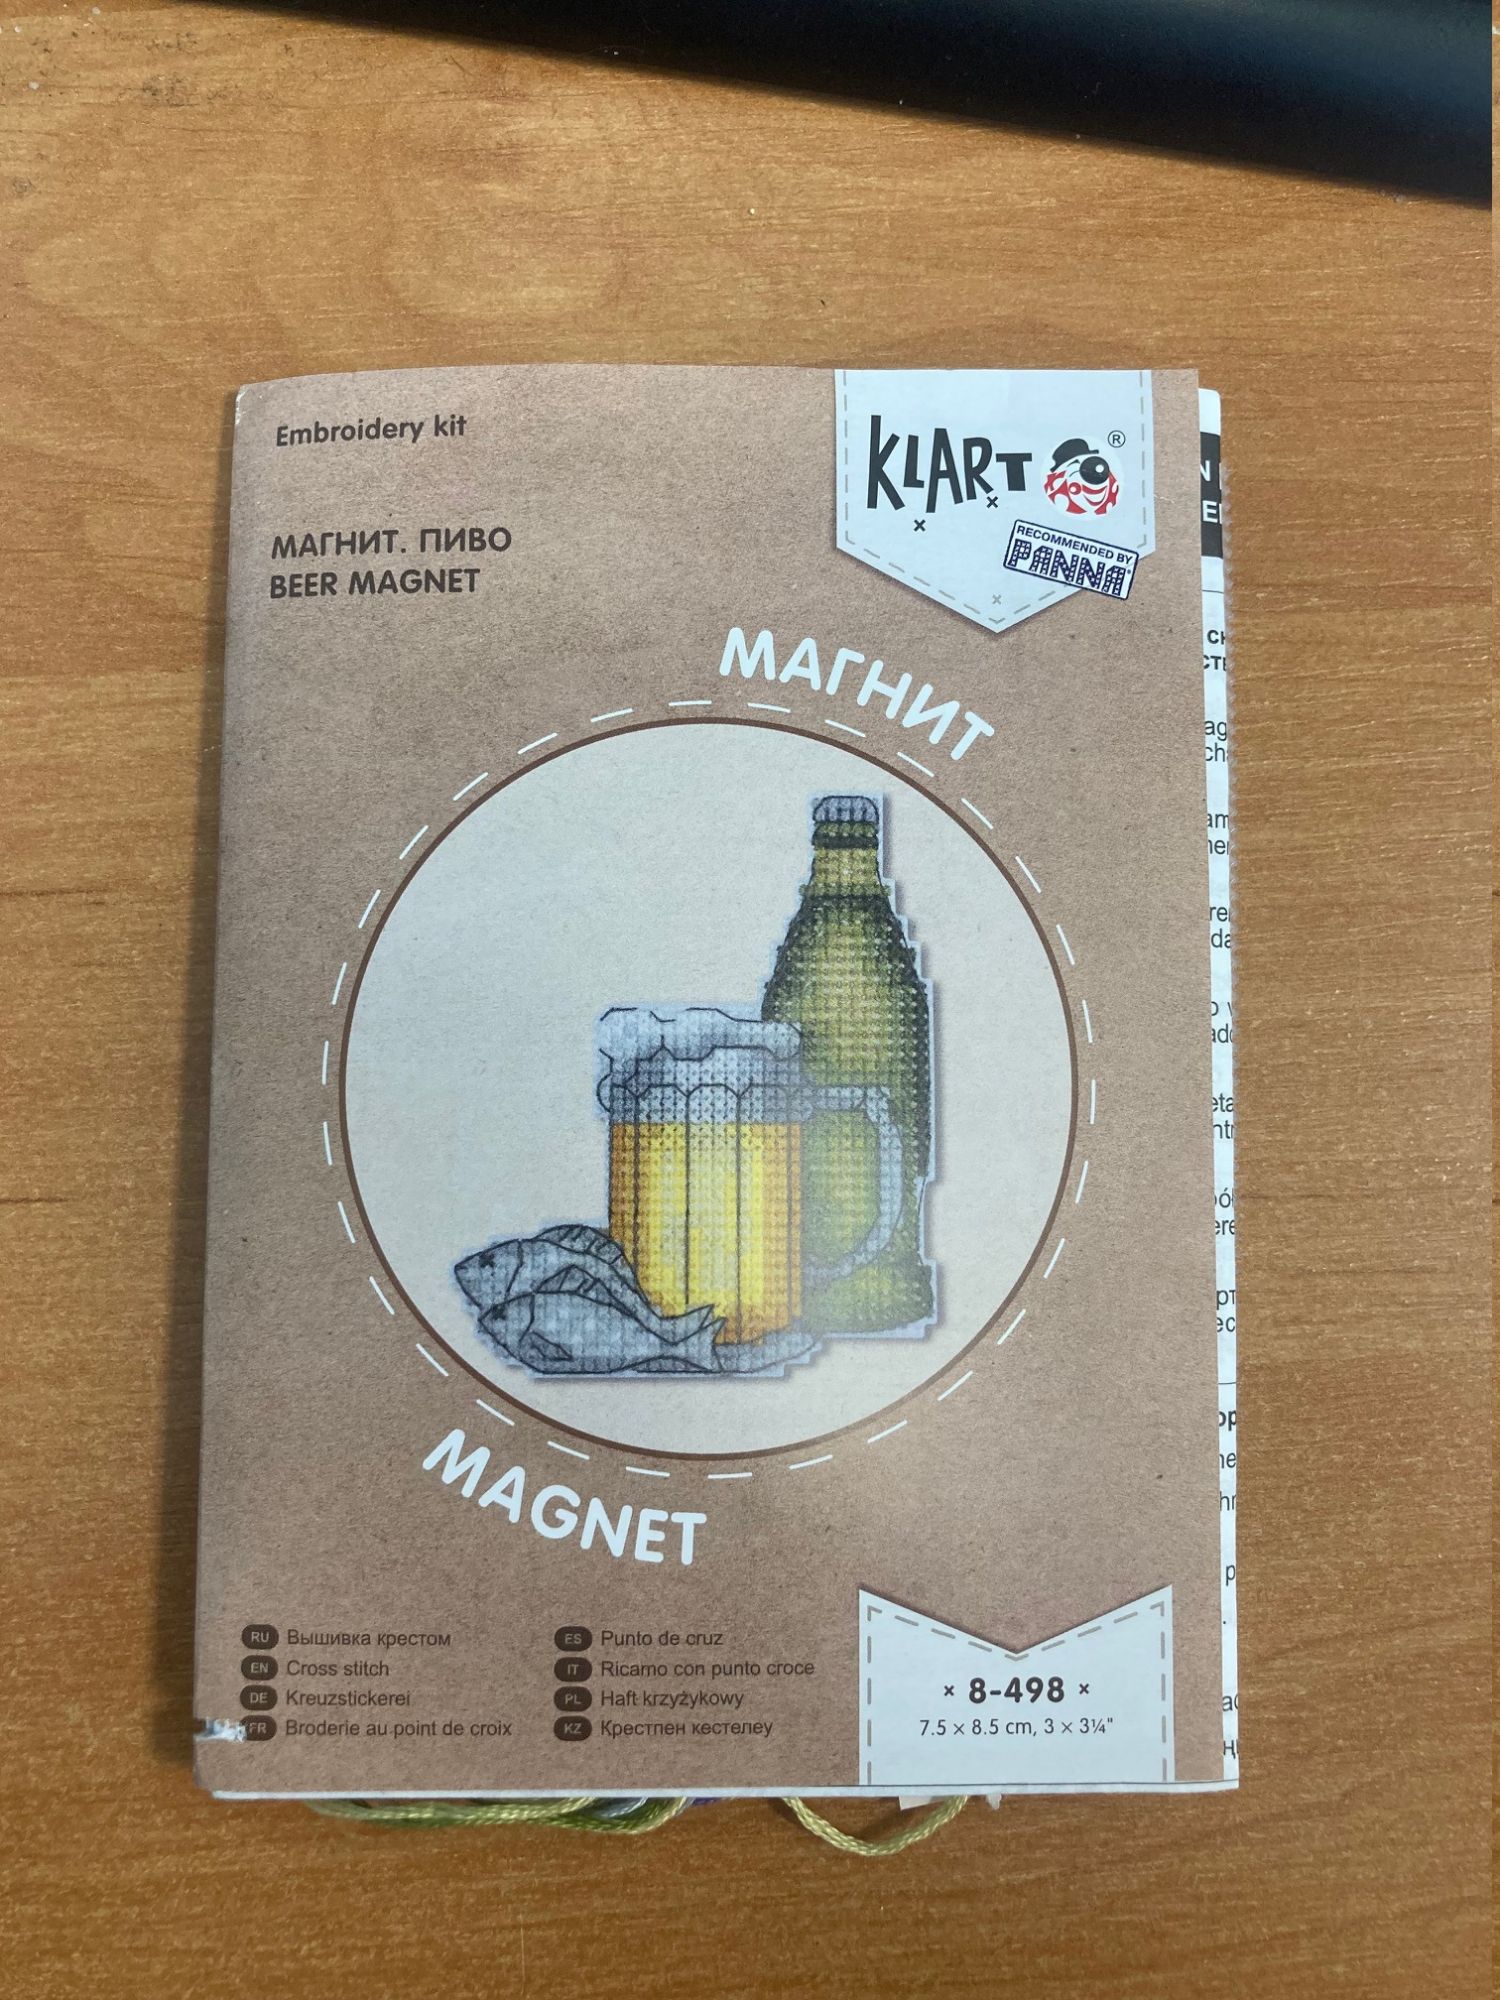 Embroidery kit
KLART®
RECOMMENDED BY
PANNA
МАГНИТ. ПИВО
BEER MAGNET
МАГНИТ
MAGNET
RU Вышивка крестом
EN Cross stitch
DE Kreuzstickerei
FR Broderie au point de croix
ES Punto de cruz
IT Ricamo con punto croce
PL Haft krzyżykowy
KZ Крестпен кестелеу
× 8-498 ×
7.5 × 8.5 cm, 3 × 3¼"